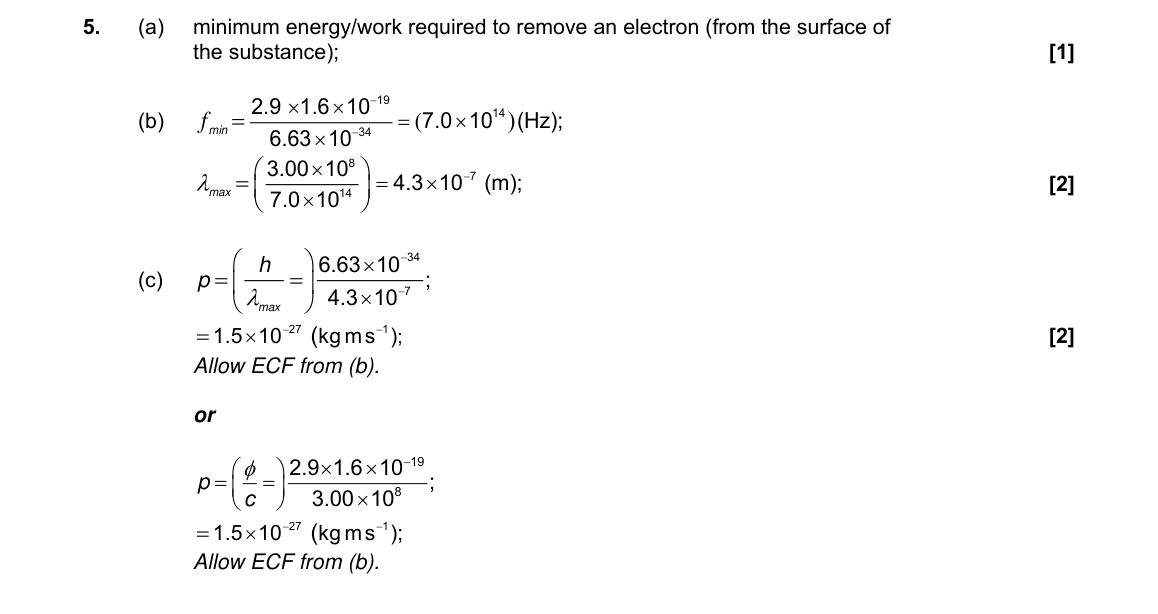 5. (a) minimum energy/work required to remove an electron (from the surface of
the substance); [1]
(b) f_min = (2.9 × 1.6 × 10^−19)/(6.63 × 10^−34) = (7.0 × 10^14)(Hz);
λ_max = ((3.00 × 10^8)/(7.0 × 10^14)) = 4.3 × 10^−7 (m); [2]
(c) p = (h/λ_max =) (6.63 × 10^−34)/(4.3 × 10^−7);
= 1.5 × 10^−27 (kg m s^−1); [2]
Allow ECF from (b).
or
p = (ϕ/c =) (2.9 × 1.6 × 10^−19)/(3.00 × 10^8);
= 1.5 × 10^−27 (kg m s^−1);
Allow ECF from (b).